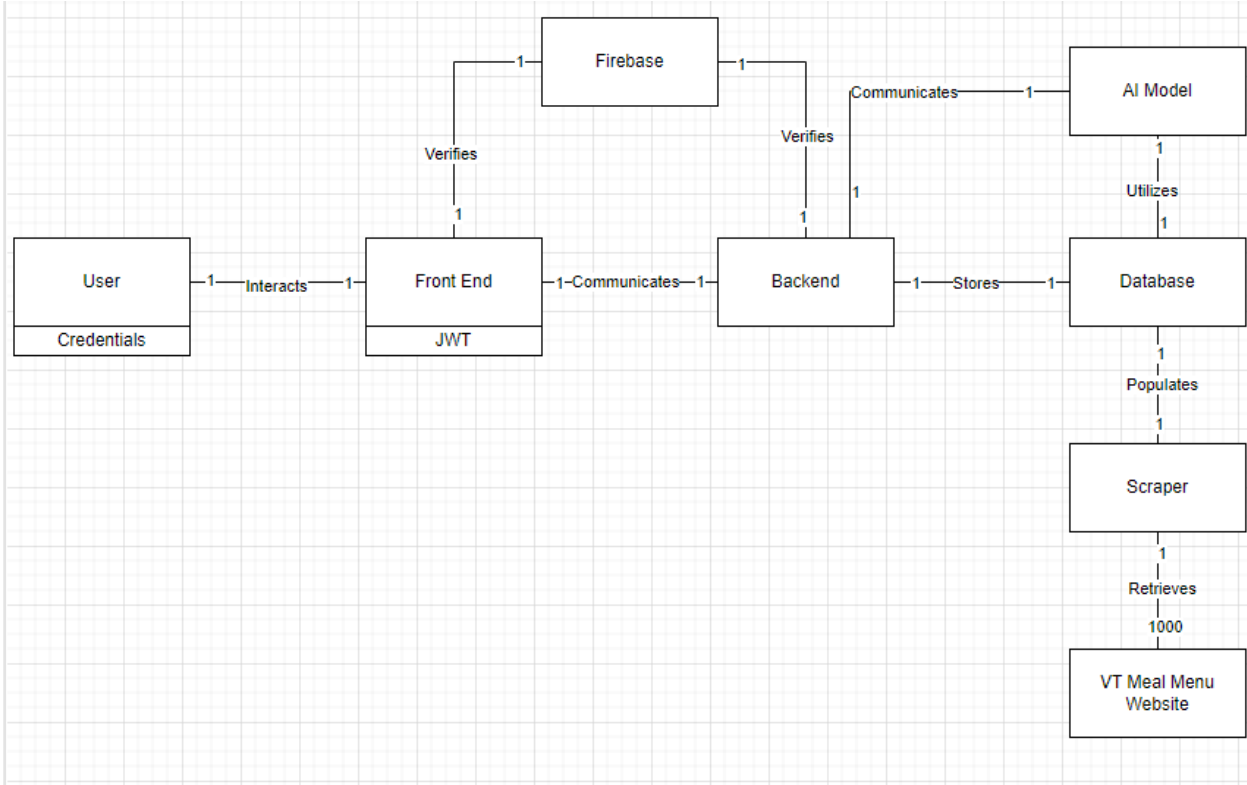 Firebase
1
1
AI Model
Communicates
1
Verifies
Verifies
1
Utilizes
1
1
1
1
User
Credentials
1
Interacts
1
Front End
JWT
1
Communicates
1
Backend
1
Stores
1
Database
1
Populates
1
Scraper
1
Retrieves
1000
VT Meal Menu
Website